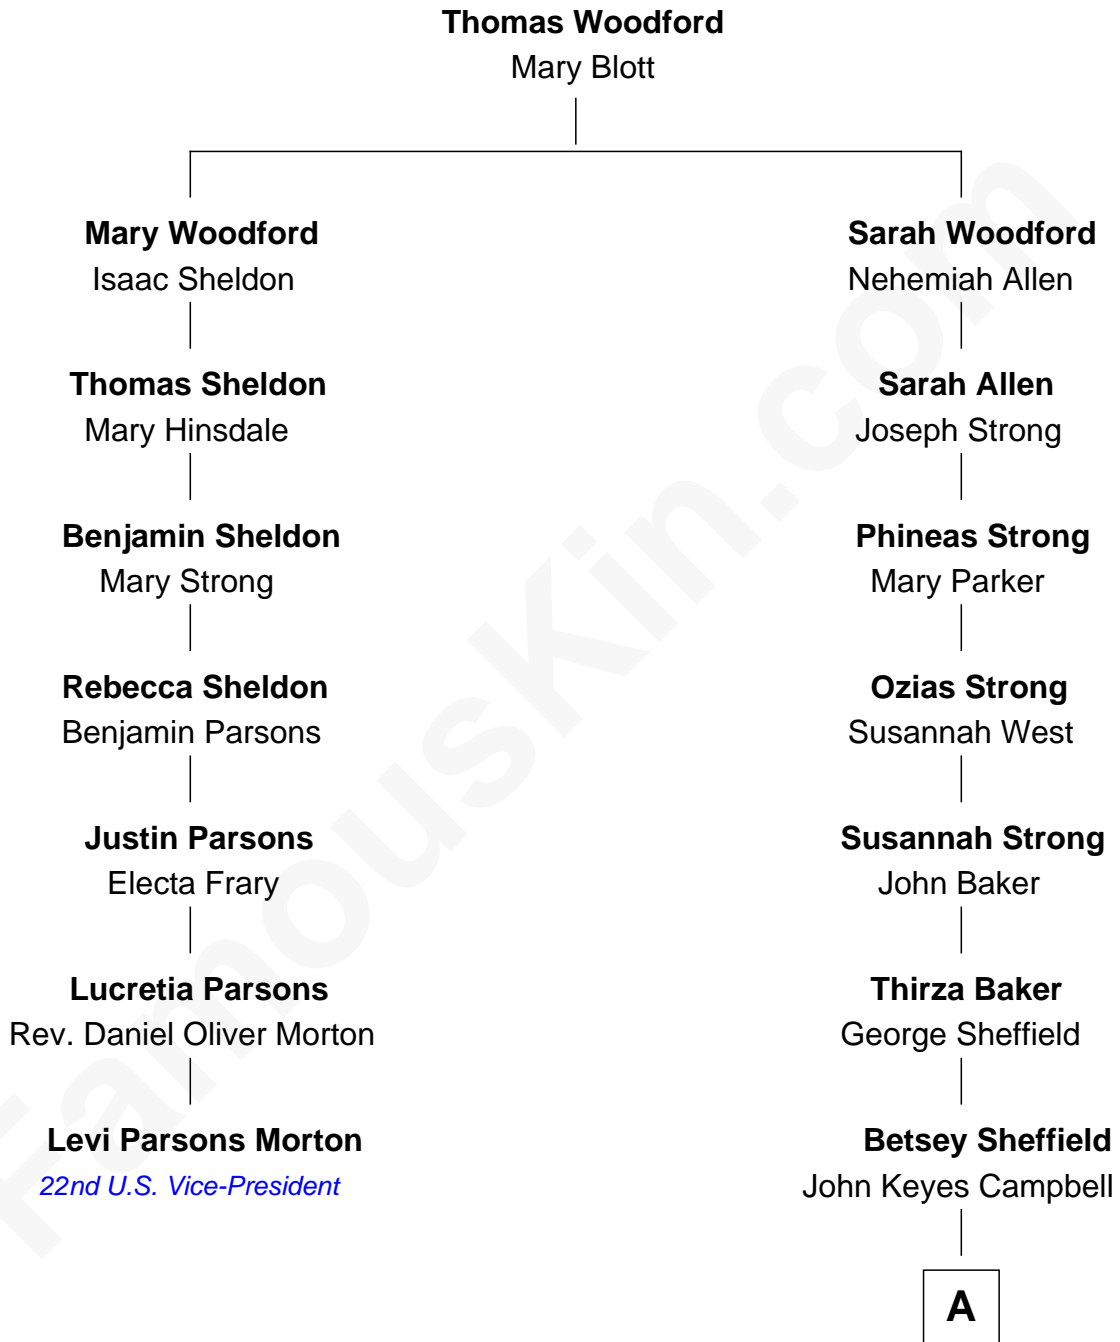 Thomas Woodford
Mary Blott
Mary Woodford
Isaac Sheldon
Sarah Woodford
Nehemiah Allen
Thomas Sheldon
Mary Hinsdale
Sarah Allen
Joseph Strong
Benjamin Sheldon
Mary Strong
Phineas Strong
Mary Parker
Rebecca Sheldon
Benjamin Parsons
Ozias Strong
Susannah West
Justin Parsons
Electa Frary
Susannah Strong
John Baker
Lucretia Parsons
Rev. Daniel Oliver Morton
Thirza Baker
George Sheffield
Levi Parsons Morton
22nd U.S. Vice-President
Betsey Sheffield
John Keyes Campbell
A
FamousKin.com